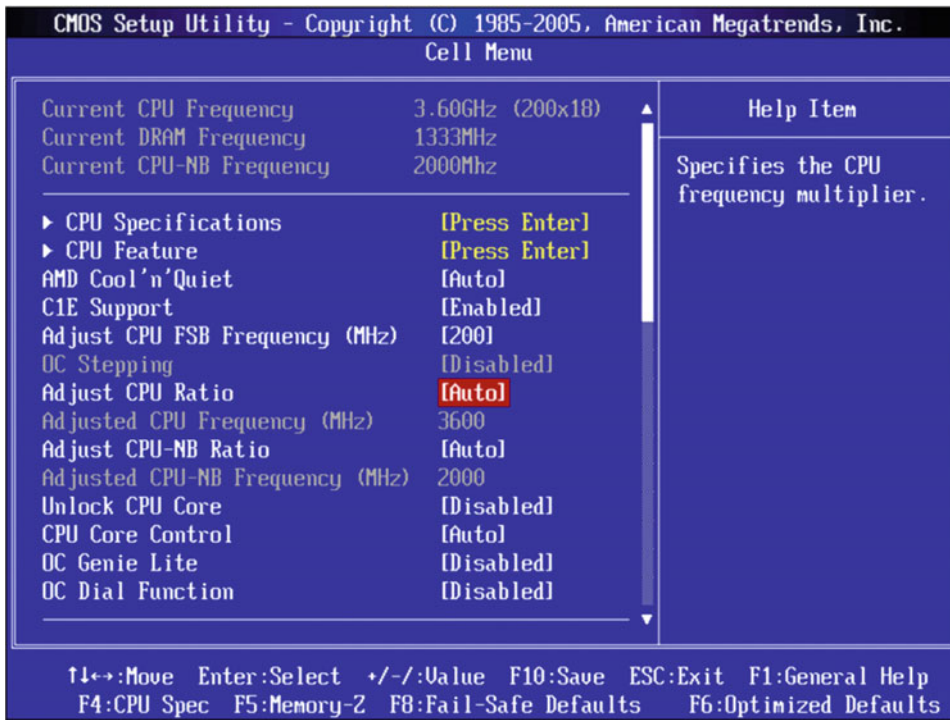 CMOS Setup Utility - Copyright (C) 1985-2005, American Megatrends, Inc.
Cell Menu
Current CPU Frequency 3.60GHz (200x18)
Current DRAM Frequency 1333MHz
Current CPU-NB Frequency 2000Mhz
▶ CPU Specifications [Press Enter]
▶ CPU Feature [Press Enter]
AMD Cool'n'Quiet [Auto]
C1E Support [Enabled]
Adjust CPU FSB Frequency (MHz) [200]
OC Stepping [Disabled]
Adjust CPU Ratio [Auto]
Adjusted CPU Frequency (MHz) 3600
Adjust CPU-NB Ratio [Auto]
Adjusted CPU-NB Frequency (MHz) 2000
Unlock CPU Core [Disabled]
CPU Core Control [Auto]
OC Genie Lite [Disabled]
OC Dial Function [Disabled]
Help Item
Specifies the CPU
frequency multiplier.
↑↓←→:Move Enter:Select +/-/:Value F10:Save ESC:Exit F1:General Help
F4:CPU Spec F5:Memory-Z F8:Fail-Safe Defaults F6:Optimized Defaults